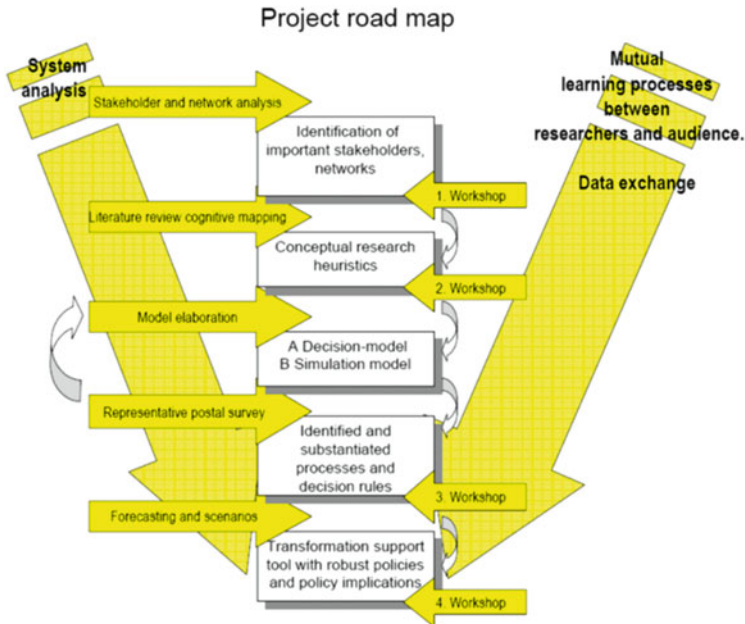 Project road map
System
analysis
Mutual
learning processes
between
researchers and audience.
Data exchange
Stakeholder and network analysis
Identification of
important stakeholders,
networks
1. Workshop
Literature review cognitive mapping
Conceptual research
heuristics
2. Workshop
Model elaboration
A Decision-model
B Simulation model
Representative postal survey
Identified and
substantiated
processes and
decision rules
3. Workshop
Forecasting and scenarios
Transformation support
tool with robust policies
and policy implications
4. Workshop